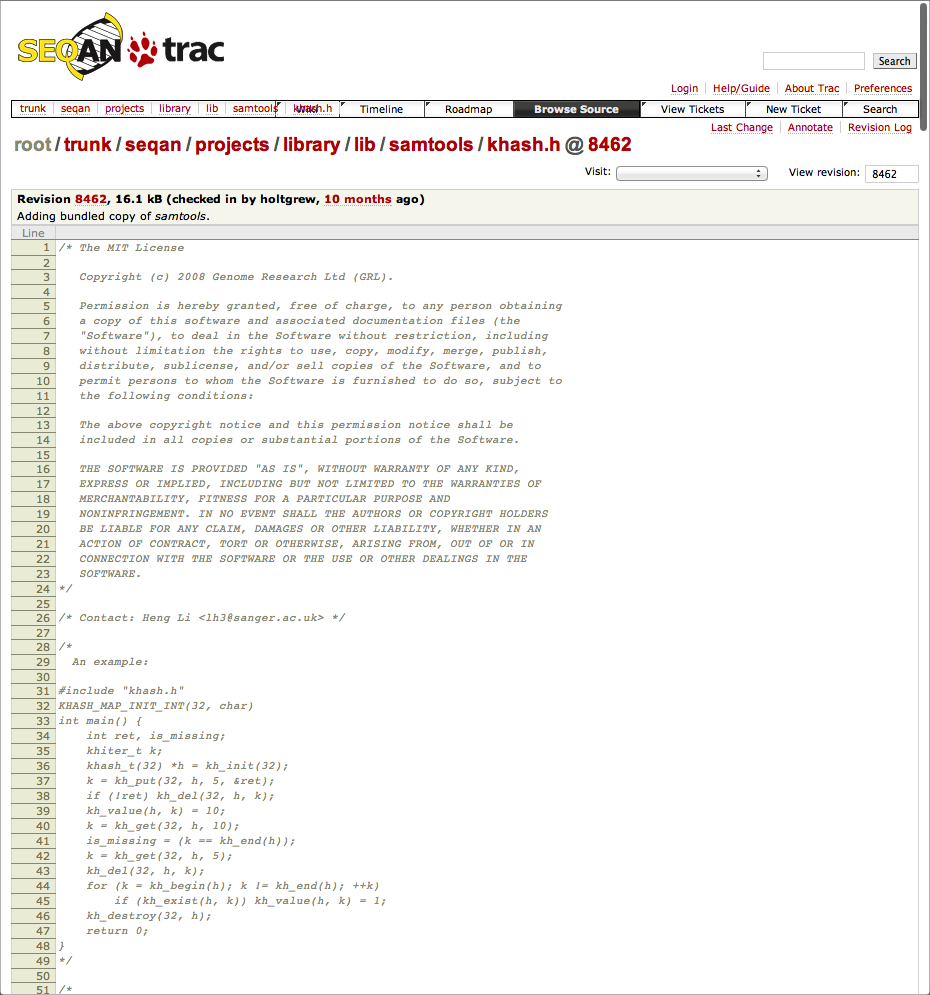 SEQAN trac
Search
Login Help/Guide About Trac Preferences
trunk seqan projects library lib samtools khash.h Wiki Timeline Roadmap Browse Source View Tickets New Ticket Search
Last Change Annotate Revision Log
root/trunk/seqan/projects/library/lib/samtools/khash.h @ 8462
Visit: View revision: 8462
Revision 8462, 16.1 kB (checked in by holtgrew, 10 months ago)
Adding bundled copy of samtools.
Line
1 /* The MIT License
2
3 Copyright (c) 2008 Genome Research Ltd (GRL).
4
5 Permission is hereby granted, free of charge, to any person obtaining
6 a copy of this software and associated documentation files (the
7 "Software"), to deal in the Software without restriction, including
8 without limitation the rights to use, copy, modify, merge, publish,
9 distribute, sublicense, and/or sell copies of the Software, and to
10 permit persons to whom the Software is furnished to do so, subject to
11 the following conditions:
12
13 The above copyright notice and this permission notice shall be
14 included in all copies or substantial portions of the Software.
15
16 THE SOFTWARE IS PROVIDED "AS IS", WITHOUT WARRANTY OF ANY KIND,
17 EXPRESS OR IMPLIED, INCLUDING BUT NOT LIMITED TO THE WARRANTIES OF
18 MERCHANTABILITY, FITNESS FOR A PARTICULAR PURPOSE AND
19 NONINFRINGEMENT. IN NO EVENT SHALL THE AUTHORS OR COPYRIGHT HOLDERS
20 BE LIABLE FOR ANY CLAIM, DAMAGES OR OTHER LIABILITY, WHETHER IN AN
21 ACTION OF CONTRACT, TORT OR OTHERWISE, ARISING FROM, OUT OF OR IN
22 CONNECTION WITH THE SOFTWARE OR THE USE OR OTHER DEALINGS IN THE
23 SOFTWARE.
24 */
25
26 /* Contact: Heng Li <lh3@sanger.ac.uk> */
27
28 /*
29 An example:
30
31 #include "khash.h"
32 KHASH_MAP_INIT_INT(32, char)
33 int main() {
34 int ret, is_missing;
35 khiter_t k;
36 khash_t(32) *h = kh_init(32);
37 k = kh_put(32, h, 5, &ret);
38 if (!ret) kh_del(32, h, k);
39 kh_value(h, k) = 10;
40 k = kh_get(32, h, 10);
41 is_missing = (k == kh_end(h));
42 k = kh_get(32, h, 5);
43 kh_del(32, h, k);
44 for (k = kh_begin(h); k != kh_end(h); ++k)
45 if (kh_exist(h, k)) kh_value(h, k) = 1;
46 kh_destroy(32, h);
47 return 0;
48 }
49 */
50
51 /*